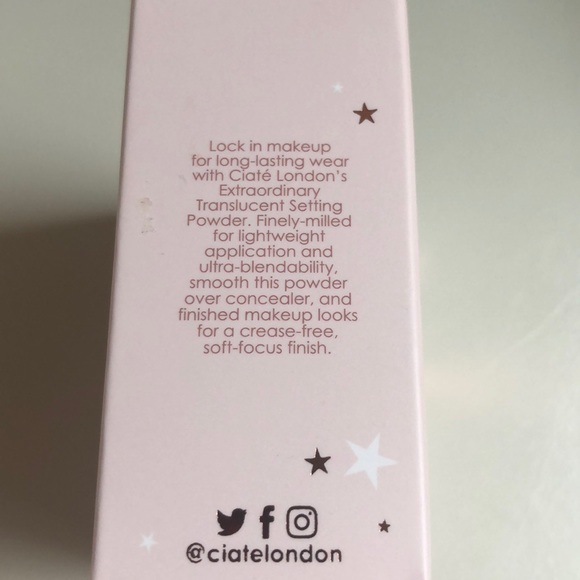 Lock in makeup
for long-lasting wear
with Ciaté London's
Extraordinary
Translucent Setting
Powder. Finely-milled
for lightweight
application and
ultra-blendability,
smooth this powder
over concealer, and
finished makeup looks
for a crease-free,
soft-focus finish.
@ciatelondon